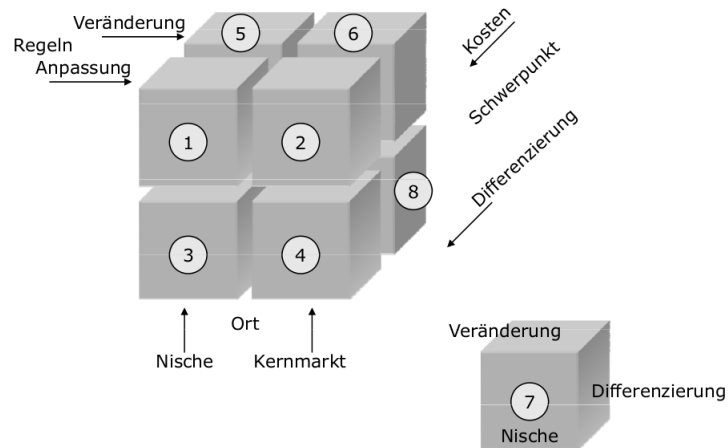 Veränderung
Regeln
Anpassung
5
6
Kosten
Schwerpunkt
1
2
Differenzierung
8
3
4
Ort
Nische
Kernmarkt
Veränderung
7
Differenzierung
Nische